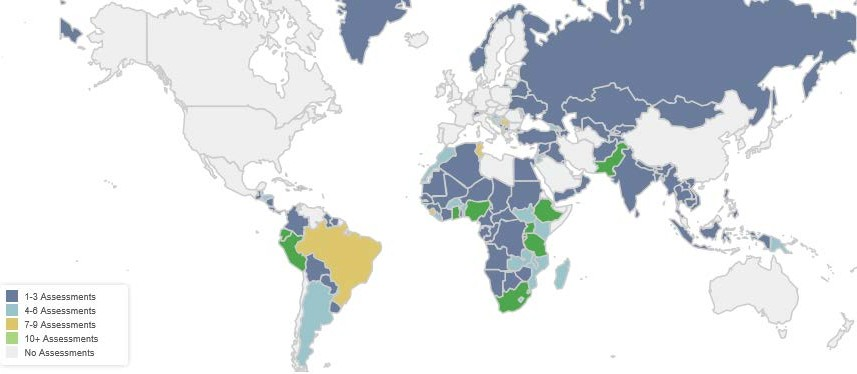 1-3 Assessments
4-6 Assessments
7-9 Assessments
10+ Assessments
No Assessments